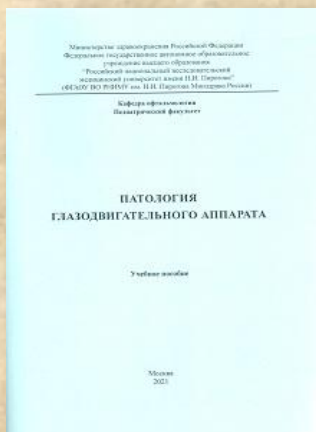 Министерство здравоохранения Российской Федерации
Федеральное государственное автономное образовательное
учреждение высшего образования
"Российский национальный исследовательский
медицинский университет имени Н.И. Пирогова"
(ФГАОУ ВО РНИМУ им. Н.И. Пирогова Минздрава России)
Кафедра офтальмологии
Педиатрический факультет
ПАТОЛОГИЯ
ГЛАЗОДВИГАТЕЛЬНОГО АППАРАТА
Учебное пособие
Москва
2021